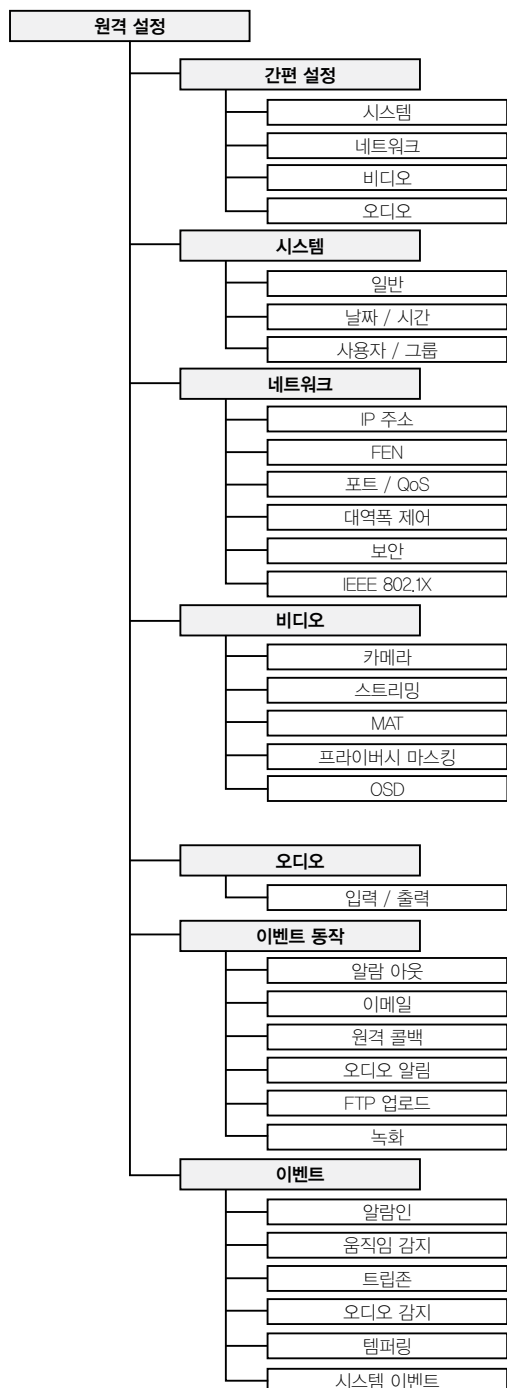 원격 설정
간편 설정
시스템
네트워크
비디오
오디오
시스템
일반
날짜 / 시간
사용자 / 그룹
네트워크
IP 주소
FEN
포트 / QoS
대역폭 제어
보안
IEEE 802.1X
비디오
카메라
스트리밍
MAT
프라이버시 마스킹
OSD
오디오
입력 / 출력
이벤트 동작
알람 아웃
이메일
원격 콜백
오디오 알림
FTP 업로드
녹화
이벤트
알람인
움직임 감지
트립존
오디오 감지
템퍼링
시스템 이벤트